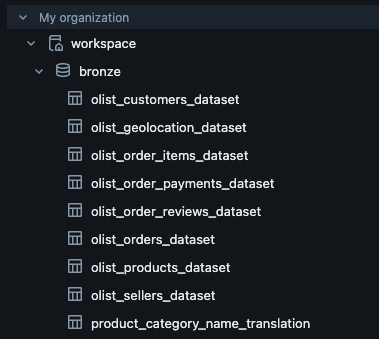 My organization
workspace
bronze
olist_customers_dataset
olist_geolocation_dataset
olist_order_items_dataset
olist_order_payments_dataset
olist_order_reviews_dataset
olist_orders_dataset
olist_products_dataset
olist_sellers_dataset
product_category_name_translation